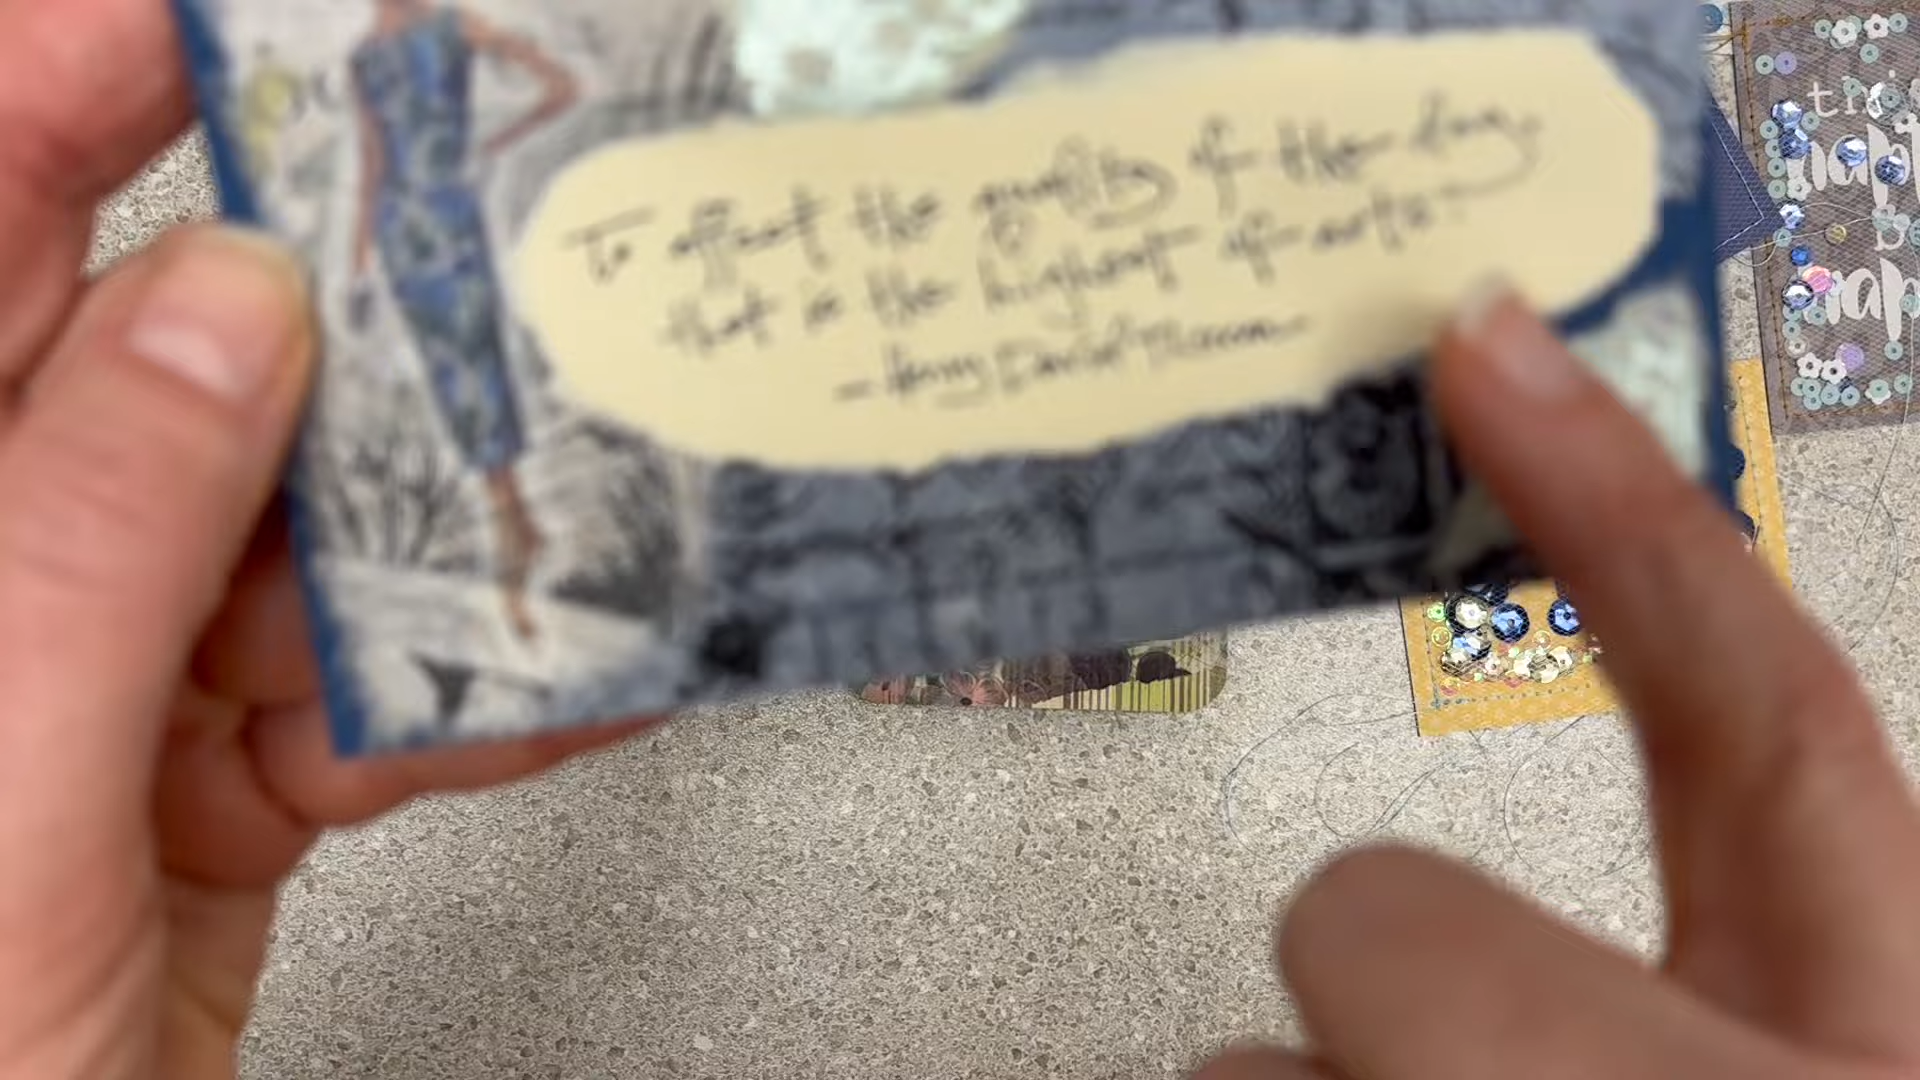 To affect the quality of the day,
that is the highest of arts.
- Henry David Thoreau